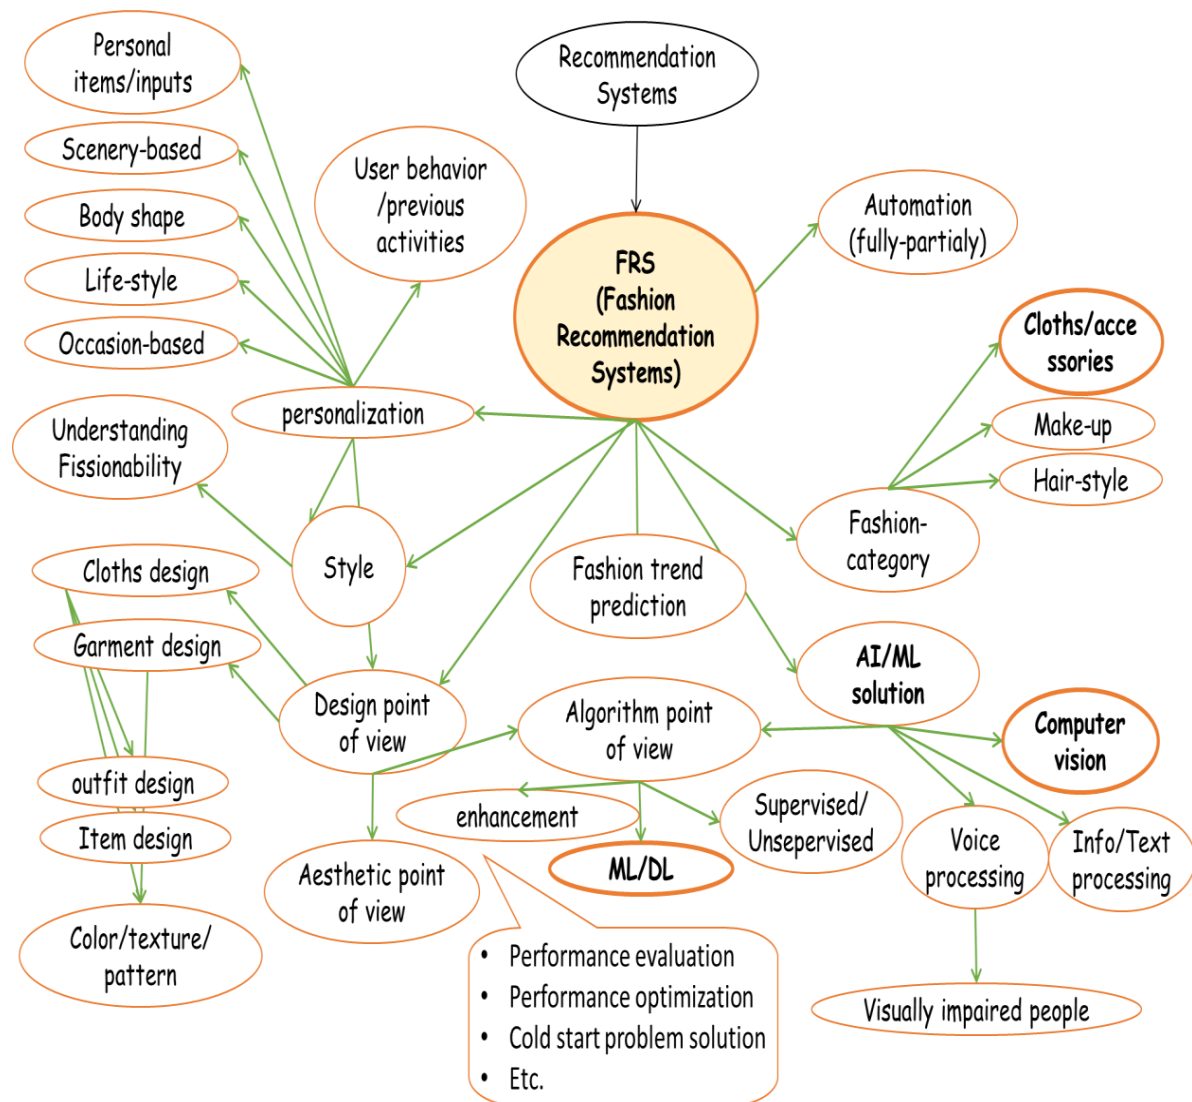 Personal
items/inputs
Recommendation
Systems
Scenery-based
User behavior
/previous
activities
Automation
(fully-partialy)
Body shape
FRS
(Fashion
Recommendation
Systems)
Life-style
Occasion-based
Cloths/acce
ssories
personalization
Make-up
Understanding
Fissionability
Hair-style
Fashion-
category
Style
Fashion trend
prediction
Cloths design
Garment design
AI/ML
solution
Design point
of view
Algorithm point
of view
Computer
vision
outfit design
enhancement
Supervised/
Unsepervised
Item design
ML/DL
Voice
processing
Info/Text
processing
Aesthetic point
of view
Color/texture/
pattern
• Performance evaluation
• Performance optimization
• Cold start problem solution
• Etc.
Visually impaired people